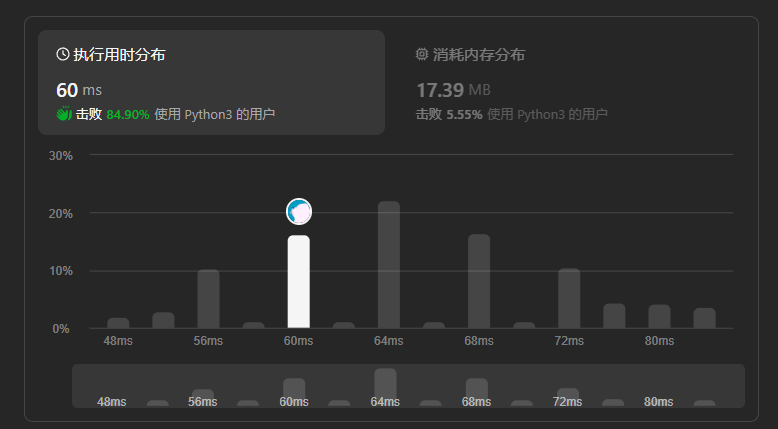 执行用时分布
60 ms
击败 84.90% 使用 Python3 的用户
消耗内存分布
17.39 MB
击败 5.55% 使用 Python3 的用户
30%
20%
10%
0%
48ms 56ms 60ms 64ms 68ms 72ms 80ms
48ms 56ms 60ms 64ms 68ms 72ms 80ms